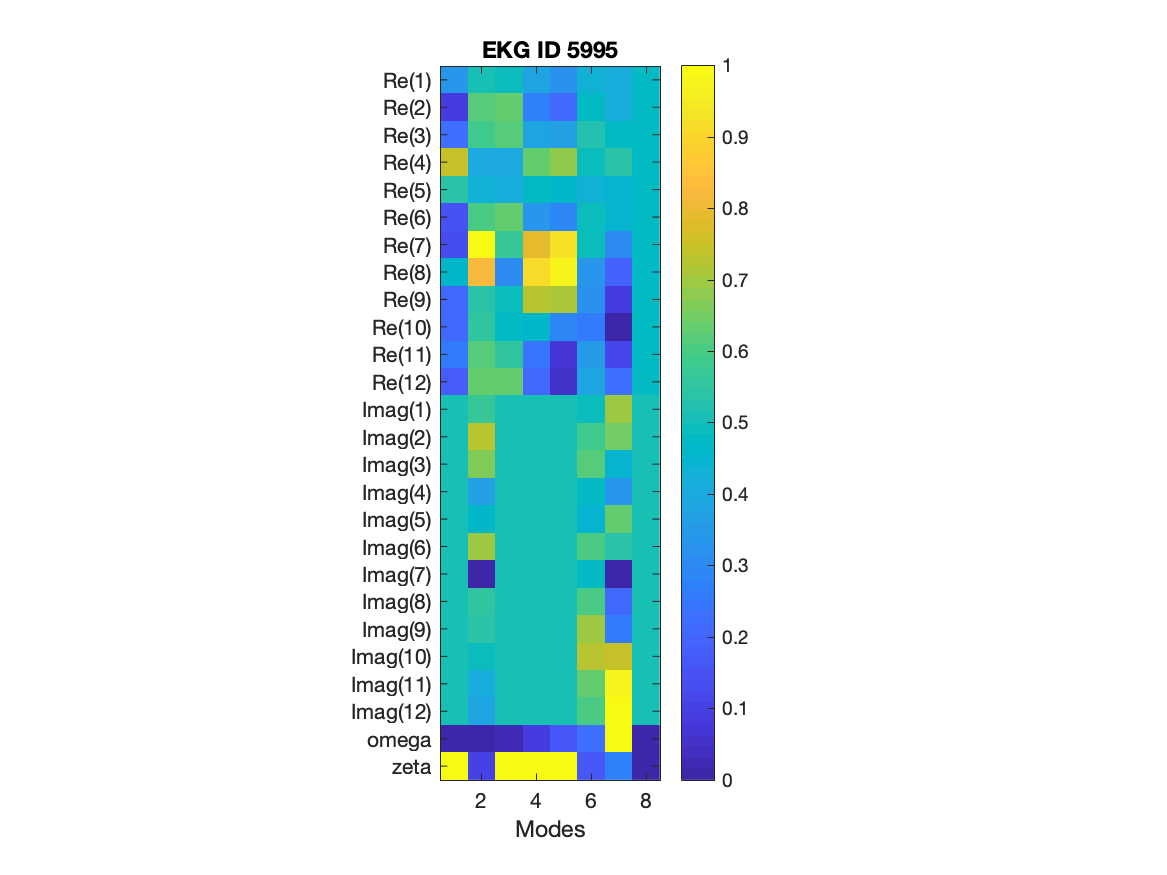 EKG ID 5995
Re(1)
Re(2)
Re(3)
Re(4)
Re(5)
Re(6)
Re(7)
Re(8)
Re(9)
Re(10)
Re(11)
Re(12)
Imag(1)
Imag(2)
Imag(3)
Imag(4)
Imag(5)
Imag(6)
Imag(7)
Imag(8)
Imag(9)
Imag(10)
Imag(11)
Imag(12)
omega
zeta
2 4 6 8
Modes
1
0.9
0.8
0.7
0.6
0.5
0.4
0.3
0.2
0.1
0